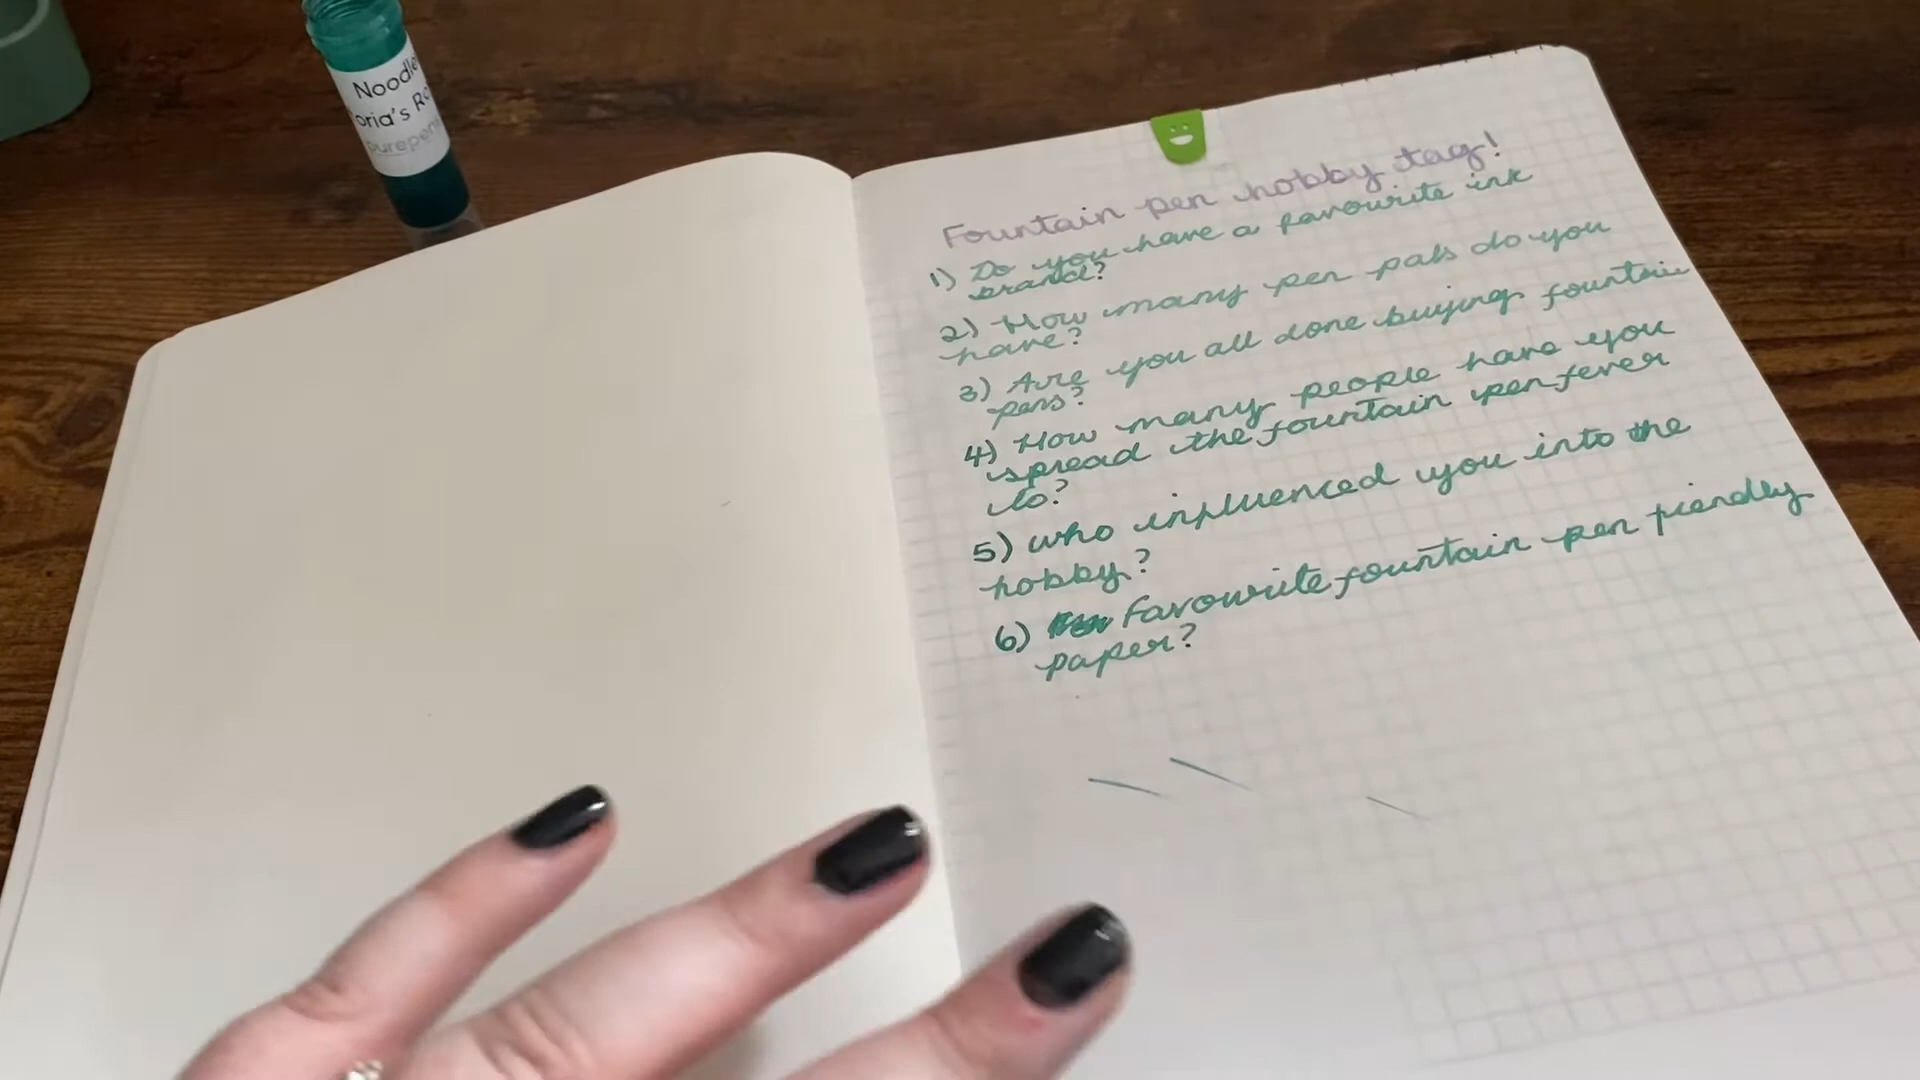 Noodle
oria's Ro
Purepen
Fountain pen hobby tag!
1) Do you have a favourite ink
brand?
2) How many pen pals do you
have?
3) Are you all done buying fountain
pens?
4) How many people have you
spread the fountain pen fever
to?
5) who influenced you into the
hobby?
6) favourite fountain pen friendly
paper?